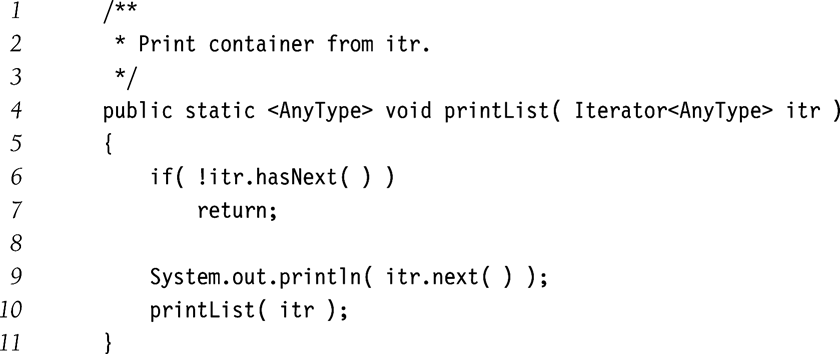 1 /**
2 * Print container from itr.
3 */
4 public static <AnyType> void printList( Iterator<AnyType> itr )
5 {
6 if( !itr.hasNext( ) )
7 return;
8
9 System.out.println( itr.next( ) );
10 printList( itr );
11 }